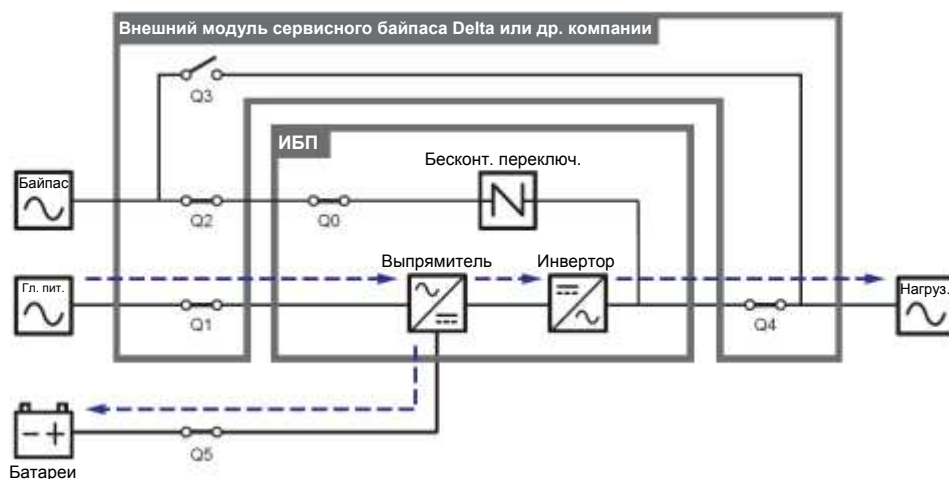 Внешний модуль сервисного байпаса Delta или др. компании
Q3
ИБП
Бесконт. переключ.
Байпас
Q2
Q0
Выпрямитель
Инвертор
Гл. пит.
Нагруз.
Q1
Q4
Q5
Батареи